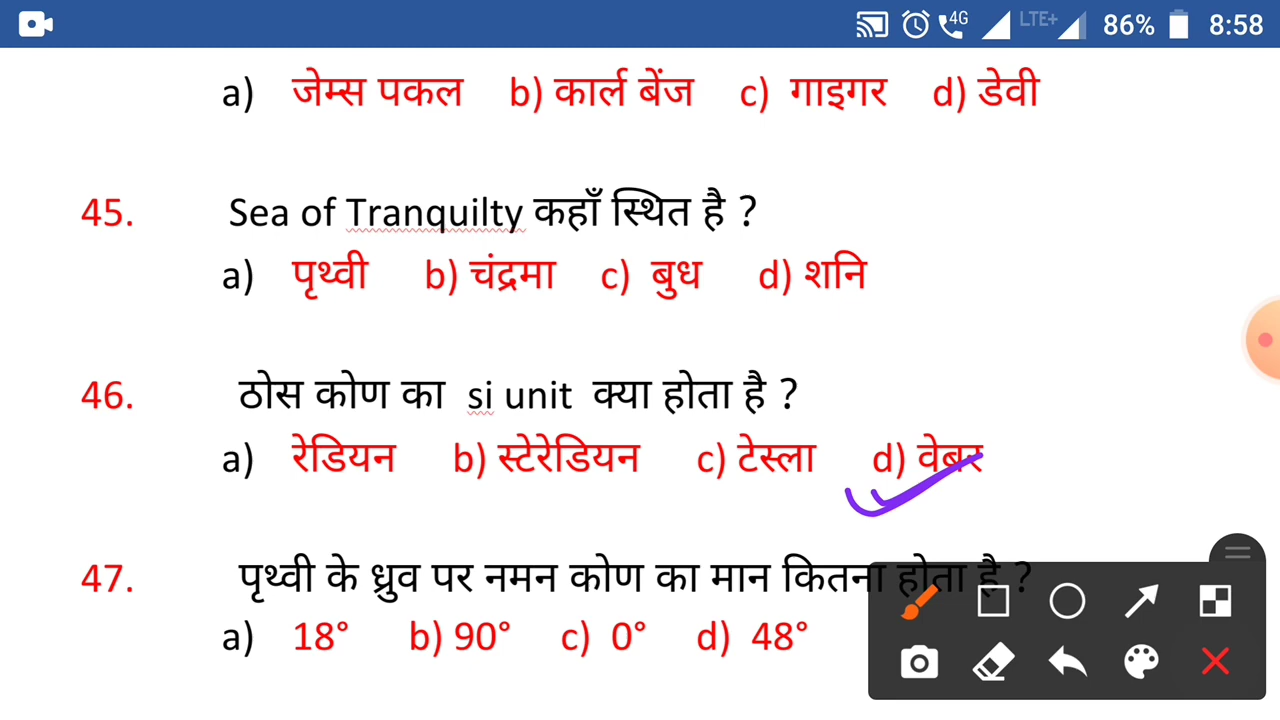 4G LTE+ 86% 8:58
a) जेम्स पकल b) कार्ल बेंज c) गाइगर d) डेवी
45. Sea of Tranquilty कहाँ स्थित है ?
a) पृथ्वी b) चंद्रमा c) बुध d) शनि
46. ठोस कोण का si unit क्या होता है ?
a) रेडियन b) स्टेरेडियन c) टेस्ला d) वेबर
47. पृथ्वी के ध्रुव पर नमन कोण का मान कितना होता है ?
a) 18° b) 90° c) 0° d) 48°